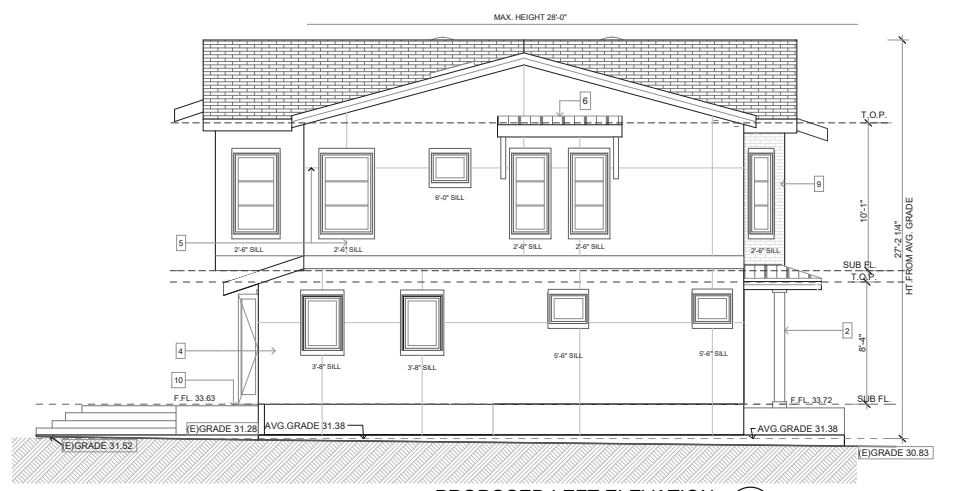 MAX. HEIGHT 28'-0"
6
T.O.P.
9
6'-0" SILL
10'-1"
27'-2 1/4"
HT.FROM AVG. GRADE
5
2'-6" SILL
2'-6" SILL
2'-6" SILL
2'-6" SILL
2'-6" SILL
SUB FL.
T.O.P.
2
8'-4"
4
3'-8" SILL
3'-8" SILL
5'-6" SILL
5'-6" SILL
10
F.FL. 33.63
F.FL. 33.72
SUB FL.
(E)GRADE 31.28
AVG.GRADE 31.38
AVG.GRADE 31.38
(E)GRADE 31.52
(E)GRADE 30.83
PROPOSED LEFT ELEVATION